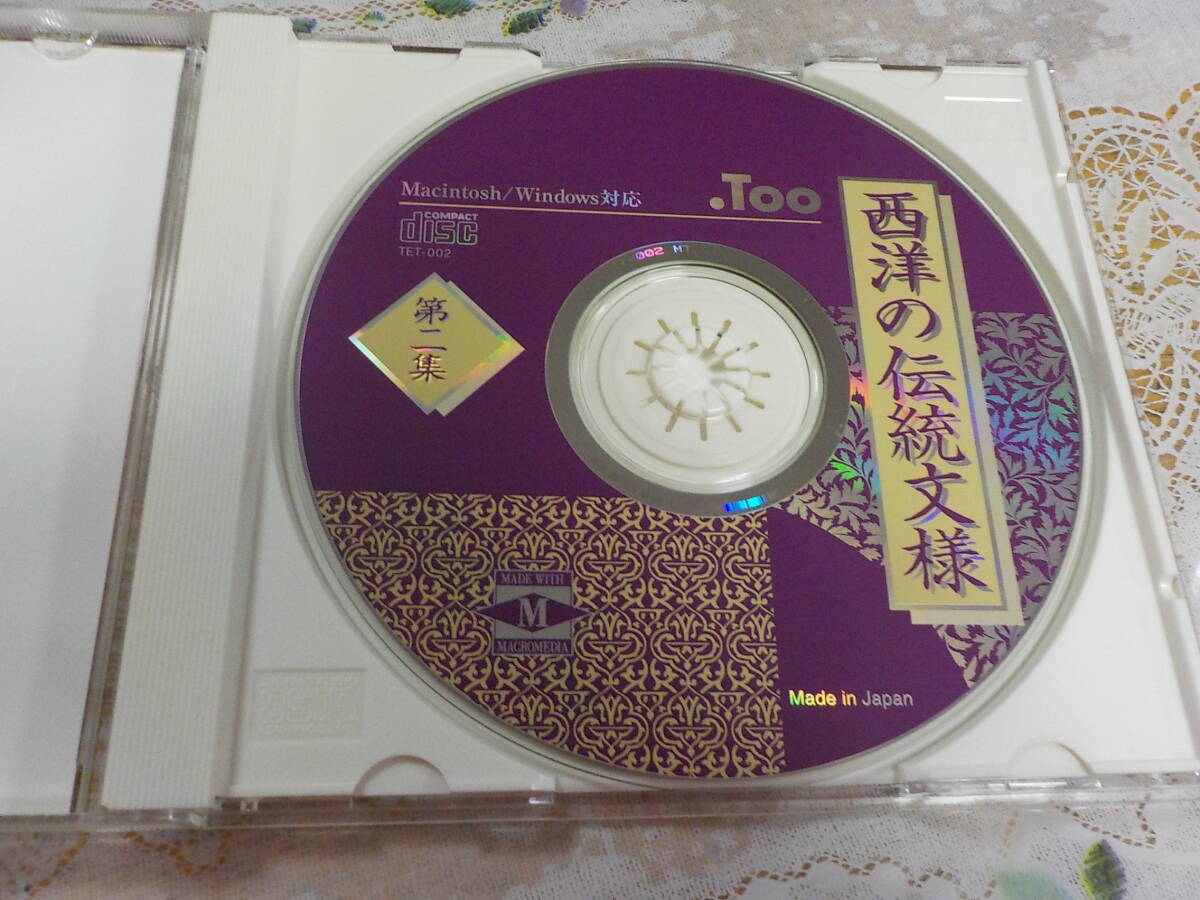 Macintosh/Windows対応
.Too
COMPACT
disc
TET-002
第二集
西洋の伝統文様
002 M
MADE WITH
M
MACROMEDIA
Made in Japan